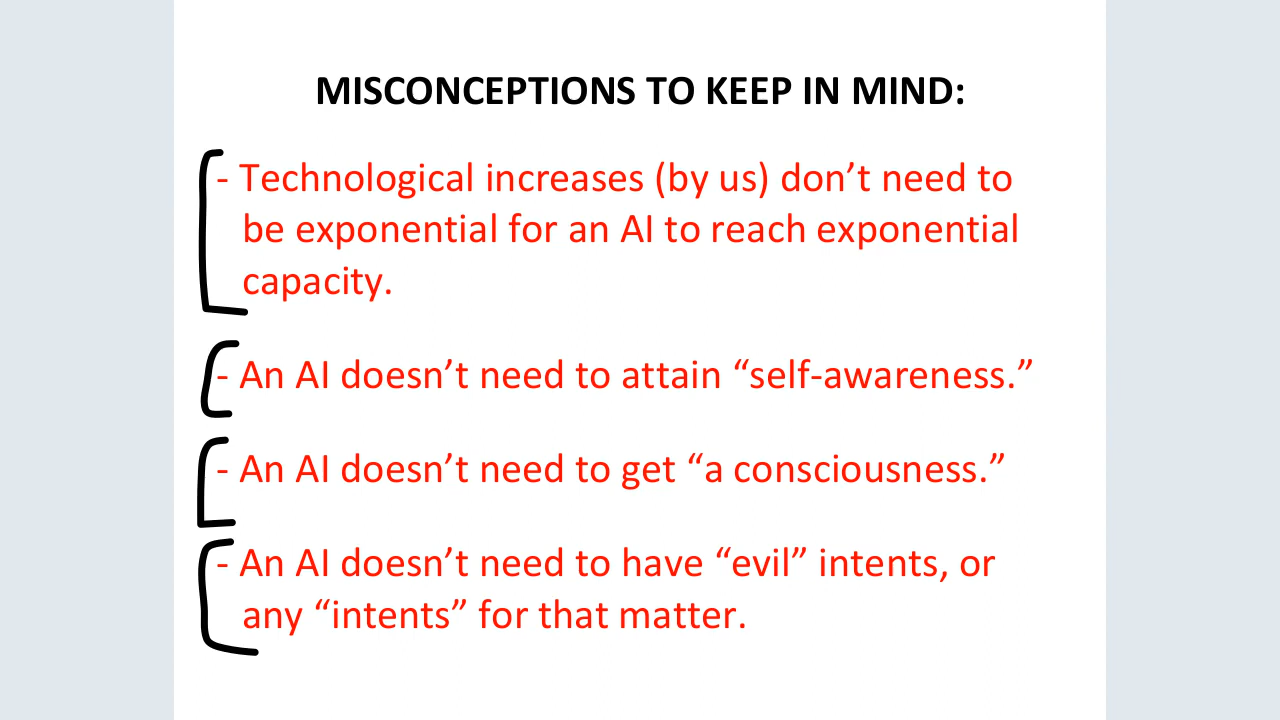 MISCONCEPTIONS TO KEEP IN MIND:
- Technological increases (by us) don’t need to
be exponential for an AI to reach exponential
capacity.
- An AI doesn’t need to attain “self-awareness.”
- An AI doesn’t need to get “a consciousness.”
- An AI doesn’t need to have “evil” intents, or
any “intents” for that matter.